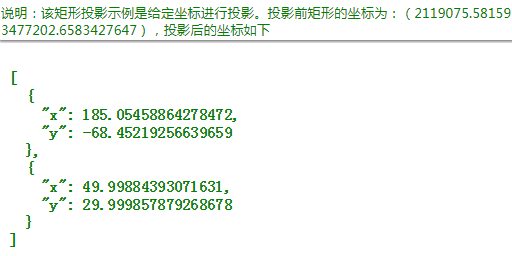 说明：该矩形投影示例是给定坐标进行投影。投影前矩形的坐标为：（2119075.58159
3477202.6583427647），投影后的坐标如下
[
{
"x": 185.05458864278472,
"y": -68.45219256639659
},
{
"x": 49.99884393071631,
"y": 29.999857879268678
}
]